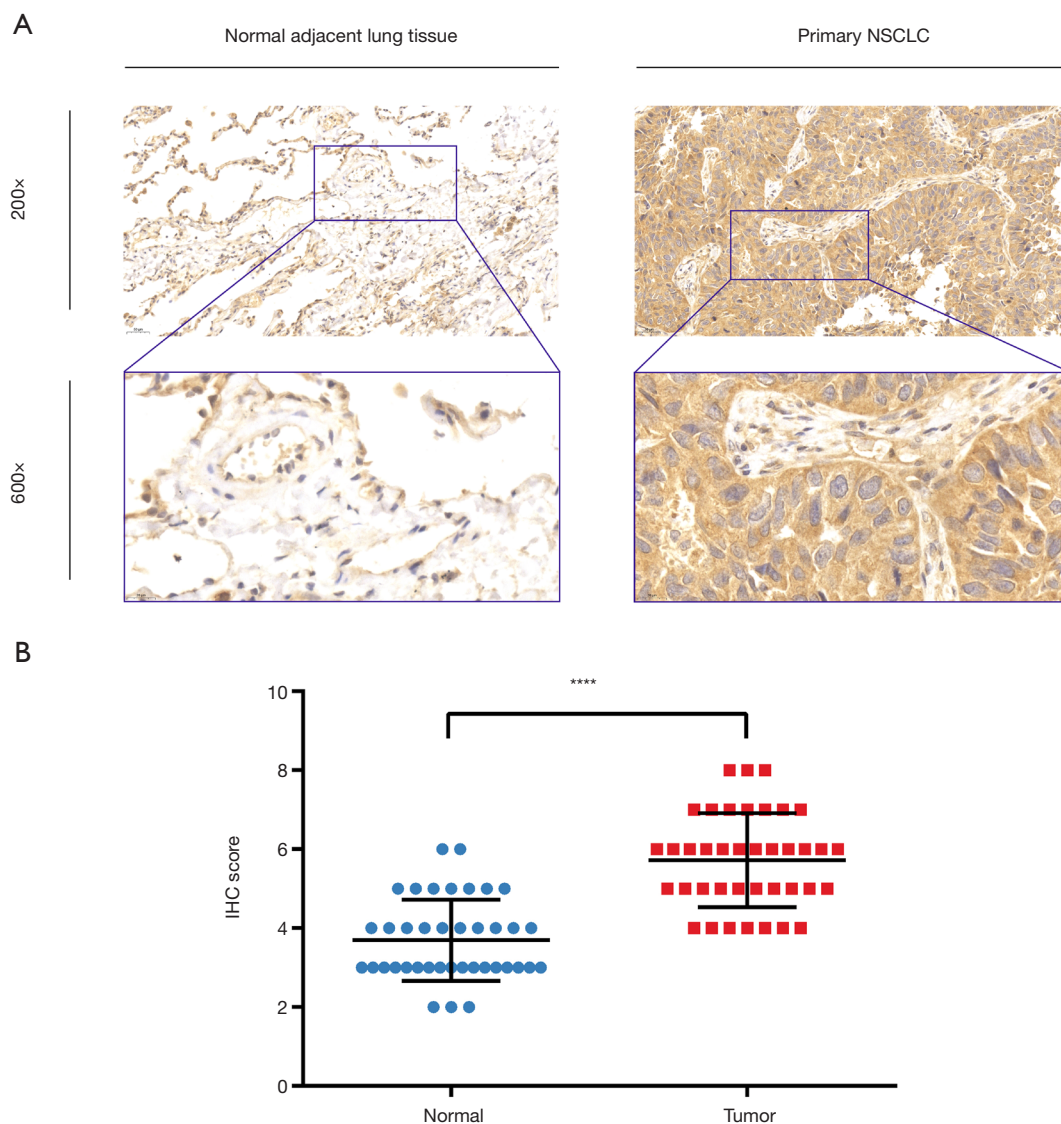 A
Normal adjacent lung tissue
Primary NSCLC
200×
600×
B
****
10
8
6
4
2
0
IHC score
Normal
Tumor